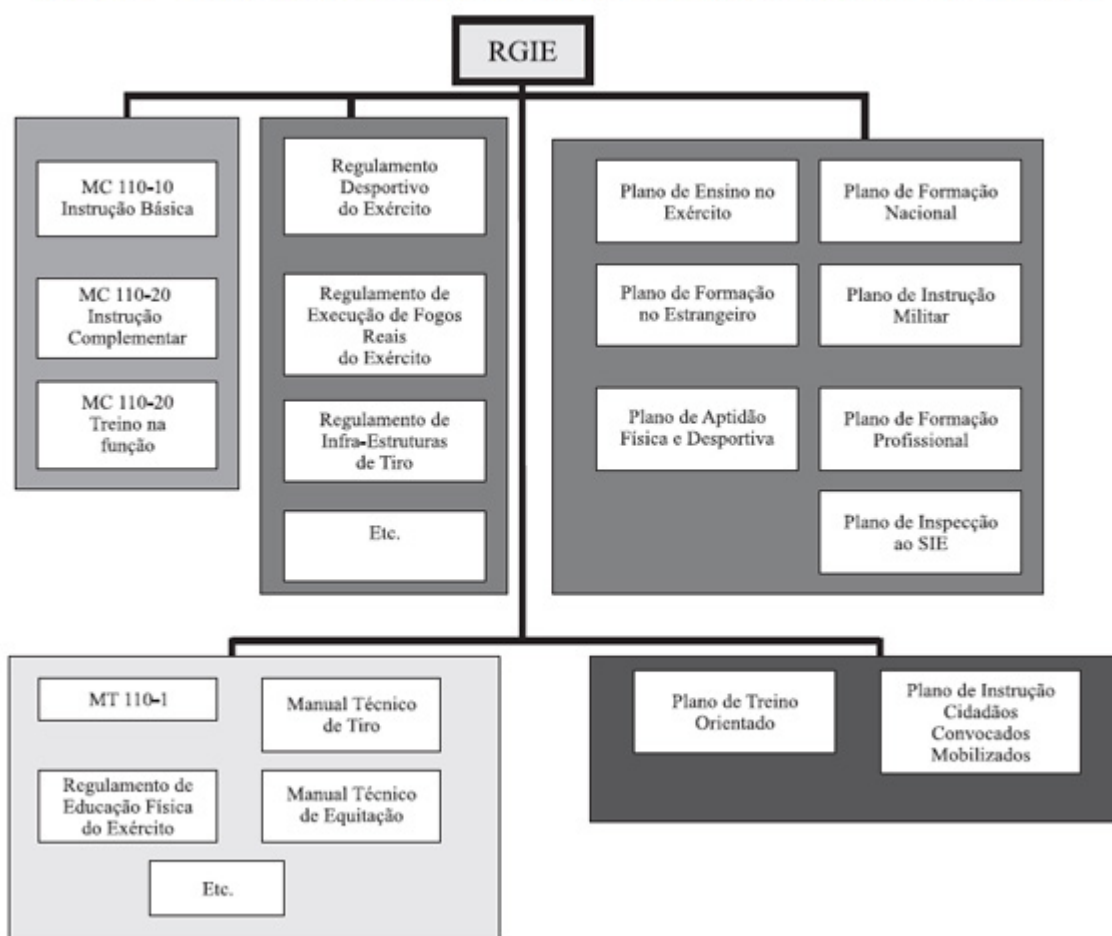 RGIE
MC 110-10
Instrução Básica
MC 110-20
Instrução
Complementar
MC 110-20
Treino na
função
Regulamento
Desportivo
do Exército
Regulamento de
Execução de Fogos
Reais
do Exército
Regulamento de
Infra-Estruturas
de Tiro
Etc.
Plano de Ensino no
Exército
Plano de Formação
Nacional
Plano de Formação
no Estrangeiro
Plano de Instrução
Militar
Plano de Aptidão
Física e Desportiva
Plano de Formação
Profissional
Plano de Inspecção
ao SIE
MT 110-1
Manual Técnico
de Tiro
Regulamento de
Educação Física
do Exército
Manual Técnico
de Equitação
Etc.
Plano de Treino
Orientado
Plano de Instrução
Cidadãos
Convocados
Mobilizados